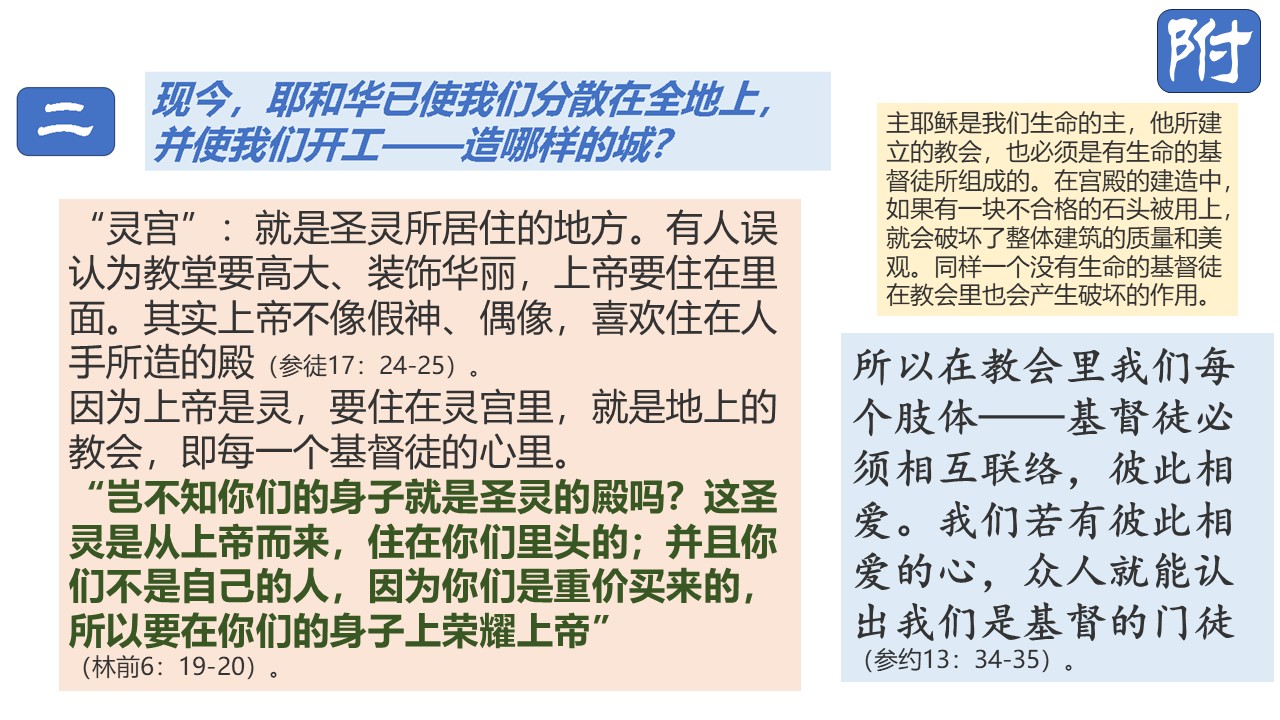 附
二
现今，耶和华已使我们分散在全地上，
并使我们开工——造哪样的城？
“灵宫”：就是圣灵所居住的地方。有人误
认为教堂要高大、装饰华丽，上帝要住在里
面。其实上帝不像假神、偶像，喜欢住在人
手所造的殿（参徒17：24-25）。
因为上帝是灵，要住在灵宫里，就是地上的
教会，即每一个基督徒的心里。
“岂不知你们的身子就是圣灵的殿吗？这圣
灵是从上帝而来，住在你们里头的；并且你
们不是自己的人，因为你们是重价买来的，
所以要在你们的身子上荣耀上帝”
（林前6：19-20）。
主耶稣是我们生命的主，他所建
立的教会，也必须是有生命的基
督徒所组成的。在宫殿的建造中，
如果有一块不合格的石头被用上，
就会破坏了整体建筑的质量和美
观。同样一个没有生命的基督徒
在教会里也会产生破坏的作用。
所以在教会里我们每
个肢体——基督徒必
须相互联络，彼此相
爱。我们若有彼此相
爱的心，众人就能认
出我们是基督的门徒
（参约13：34-35）。